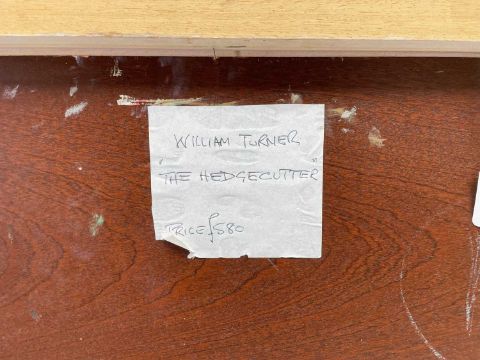 WILLIAM TURNER
"THE HEDGECUTTER"
PRICE £580